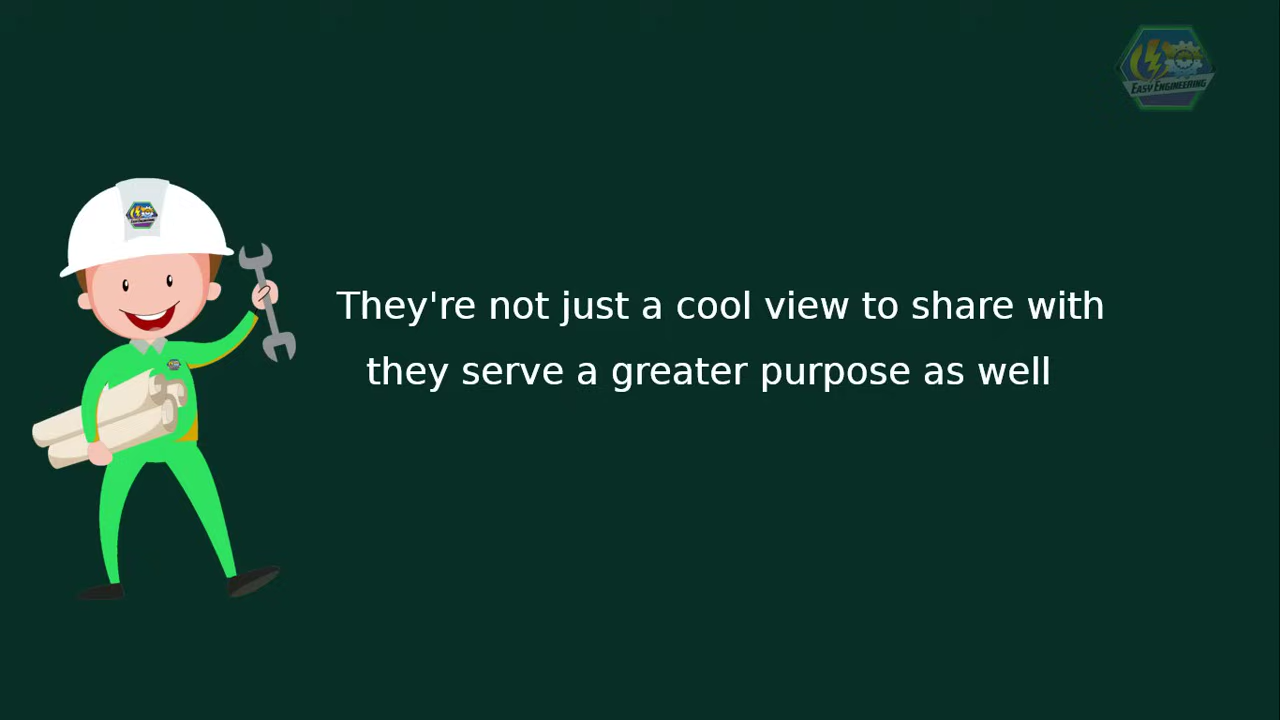 EASY ENGINEERING
They're not just a cool view to share with
they serve a greater purpose as well